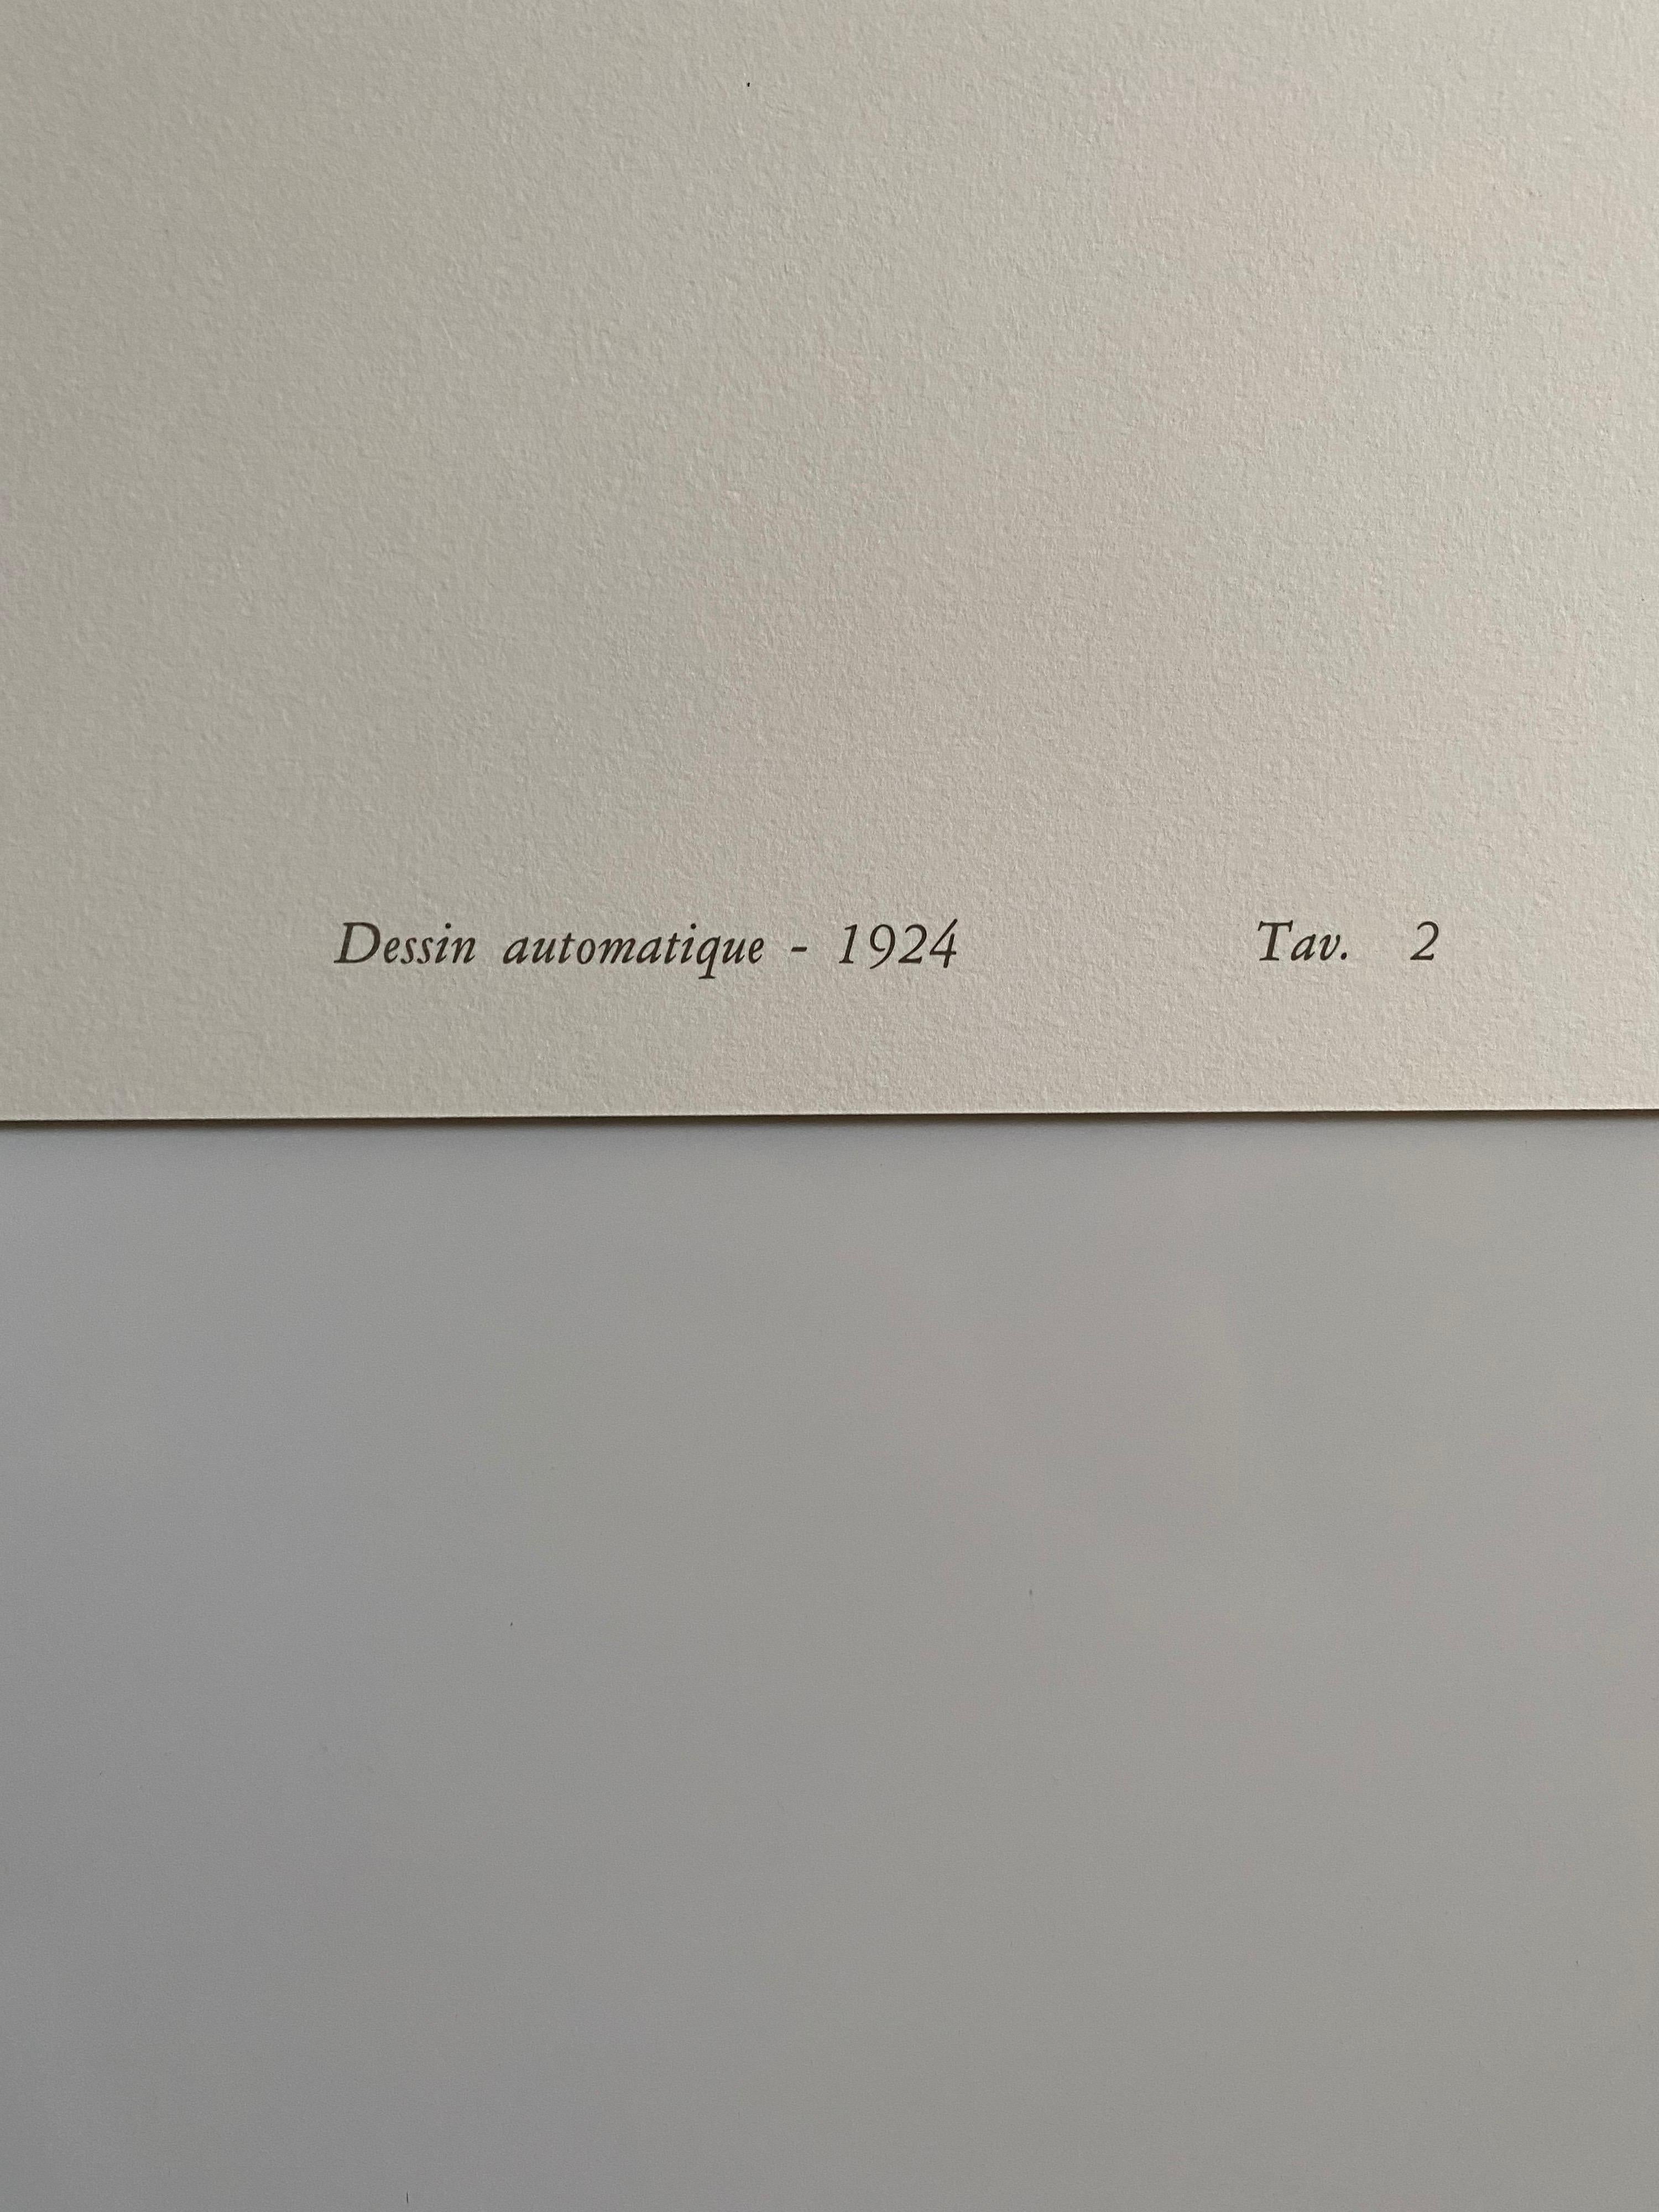 Dessin automatique - 1924 Tav. 2